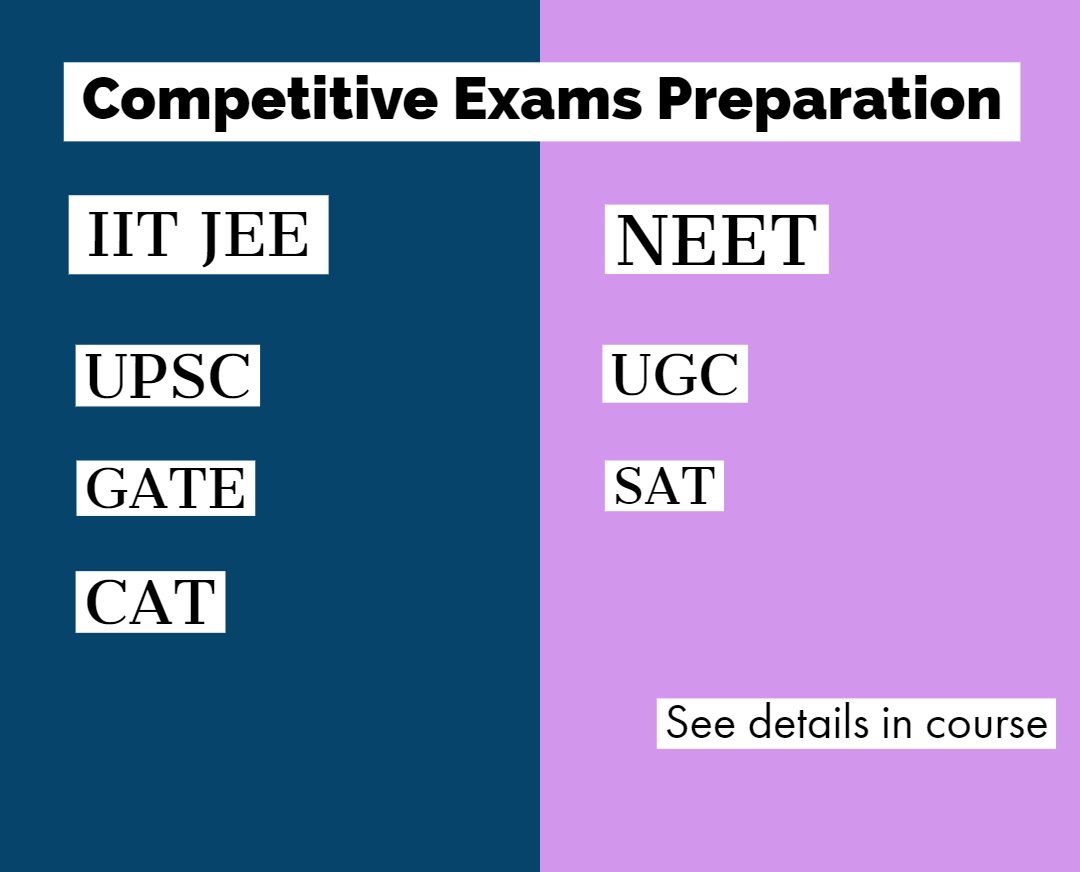 Competitive Exams Preparation
IIT JEE
NEET
UPSC
UGC
GATE
SAT
CAT
See details in course